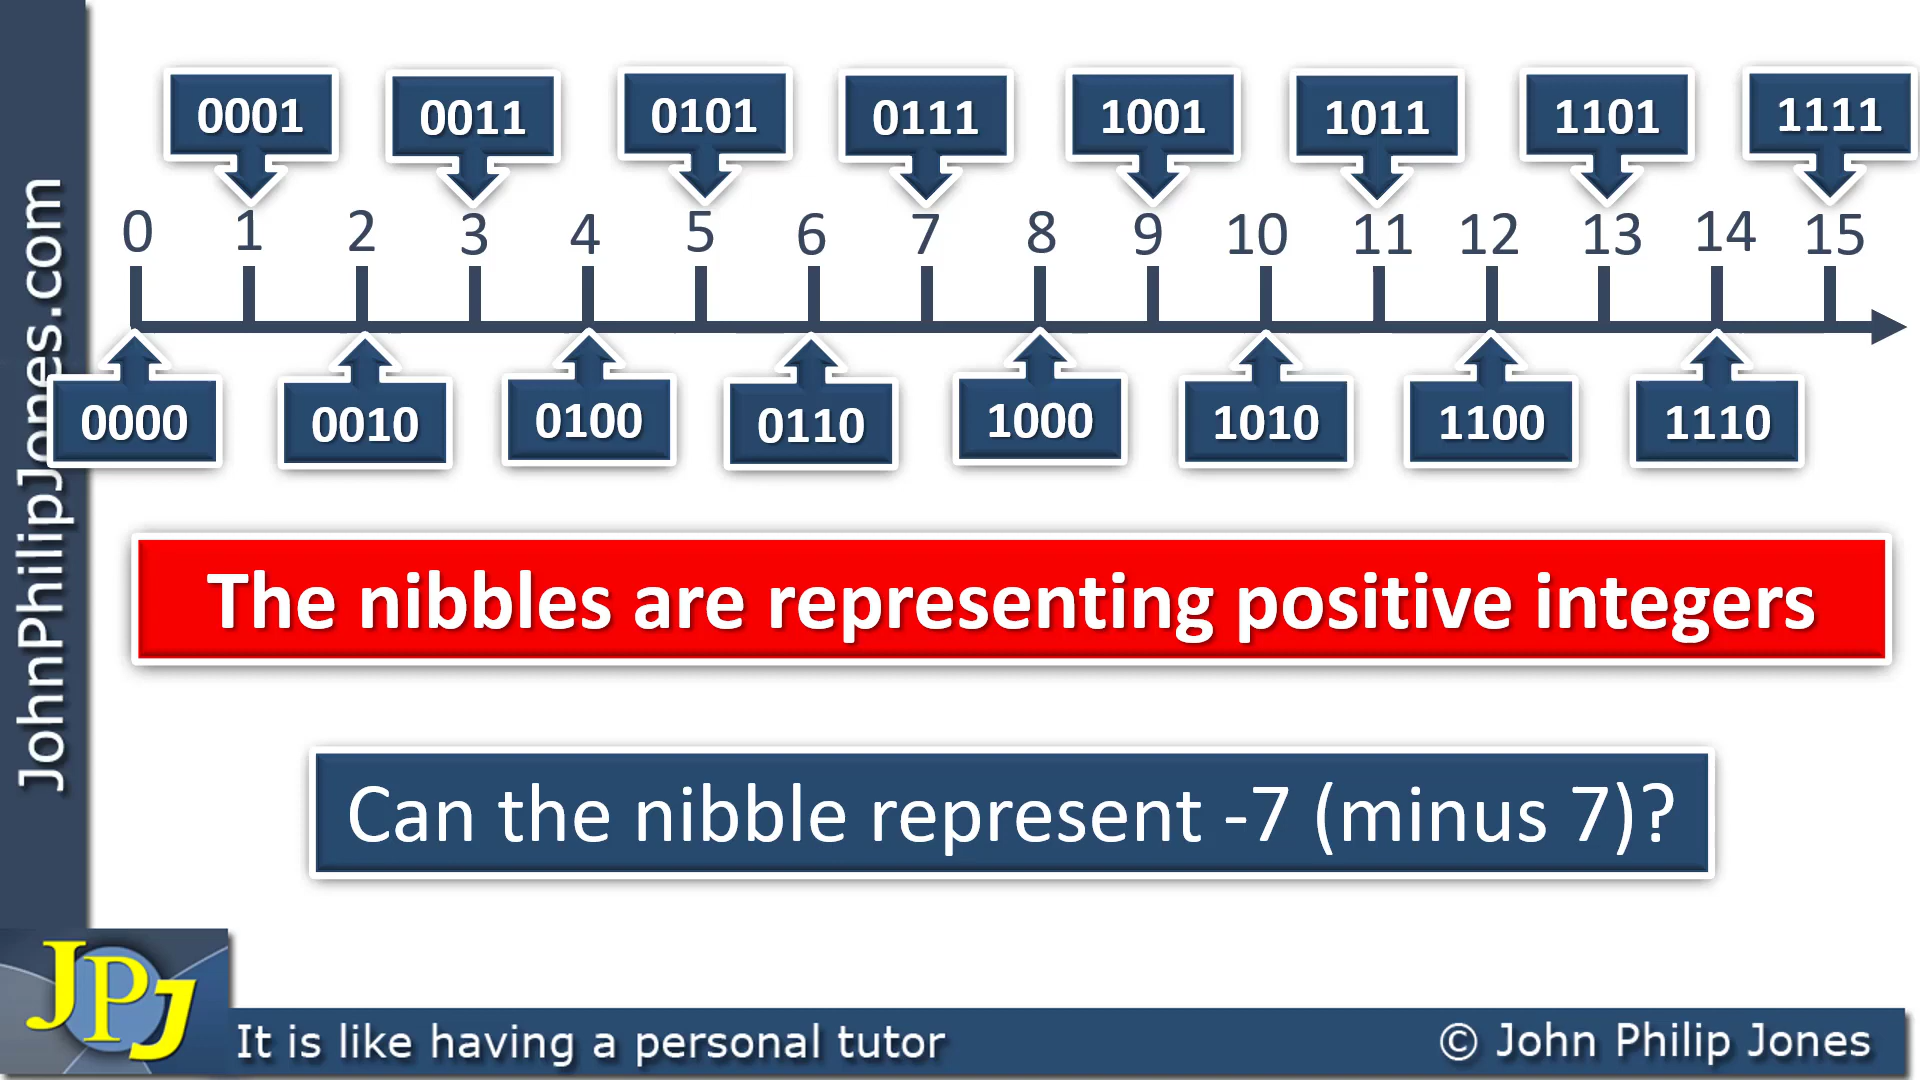 0001 0011 0101 0111 1001 1011 1101 1111
0 1 2 3 4 5 6 7 8 9 10 11 12 13 14 15
0000 0010 0100 0110 1000 1010 1100 1110
The nibbles are representing positive integers
Can the nibble represent -7 (minus 7)?
JohnPhilipJones.com
JPJ
It is like having a personal tutor
© John Philip Jones